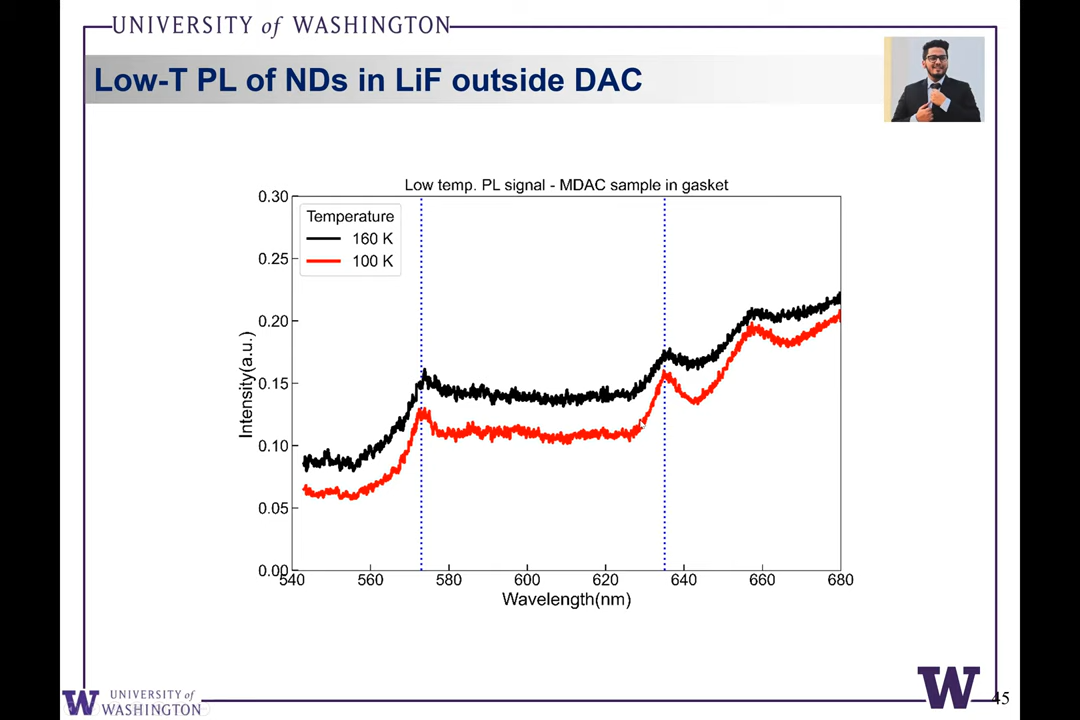 UNIVERSITY of WASHINGTON
Low-T PL of NDs in LiF outside DAC
Low temp. PL signal - MDAC sample in gasket
0.30
Temperature
160 K
100 K
0.25
0.20
0.15
0.10
0.05
0.00
Intensity(a.u.)
540 560 580 600 620 640 660 680
Wavelength(nm)
W
45
W UNIVERSITY of
WASHINGTON